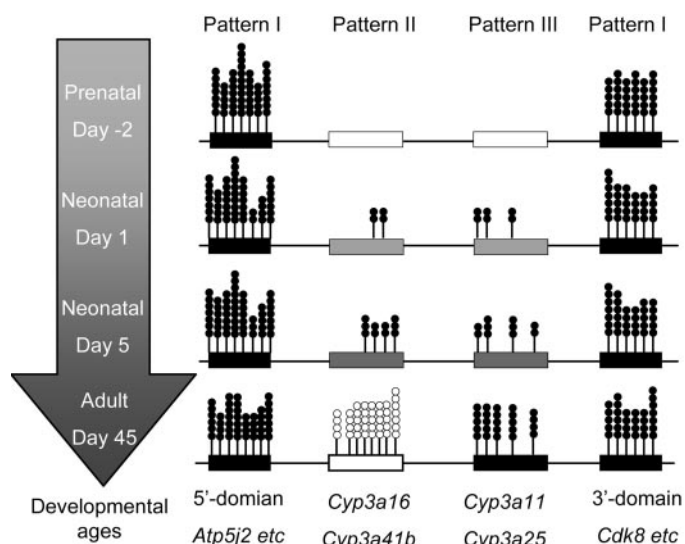 Pattern I Pattern II Pattern III Pattern I
Prenatal
Day -2
Neonatal
Day 1
Neonatal
Day 5
Adult
Day 45
Developmental
ages
5'-domian Cyp3a16 Cyp3a11 3'-domain
Atp5j2 etc Cyp3a41b Cyp3a25 Cdk8 etc